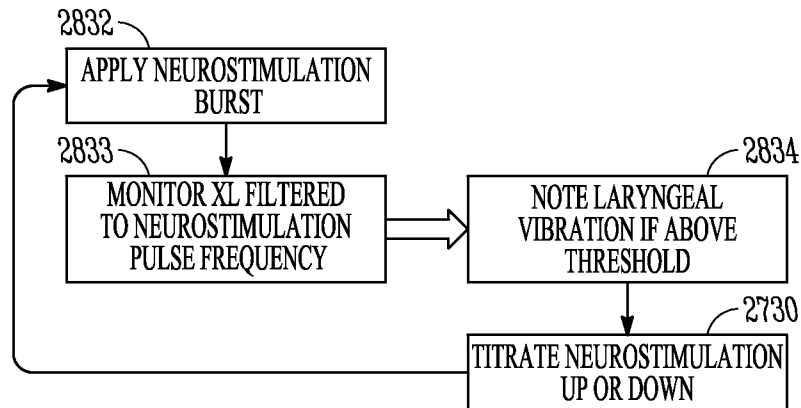 2832
APPLY NEUROSTIMULATION
BURST
2833
MONITOR XL FILTERED
TO NEUROSTIMULATION
PULSE FREQUENCY
2834
NOTE LARYNGEAL
VIBRATION IF ABOVE
THRESHOLD
2730
TITRATE NEUROSTIMULATION
UP OR DOWN